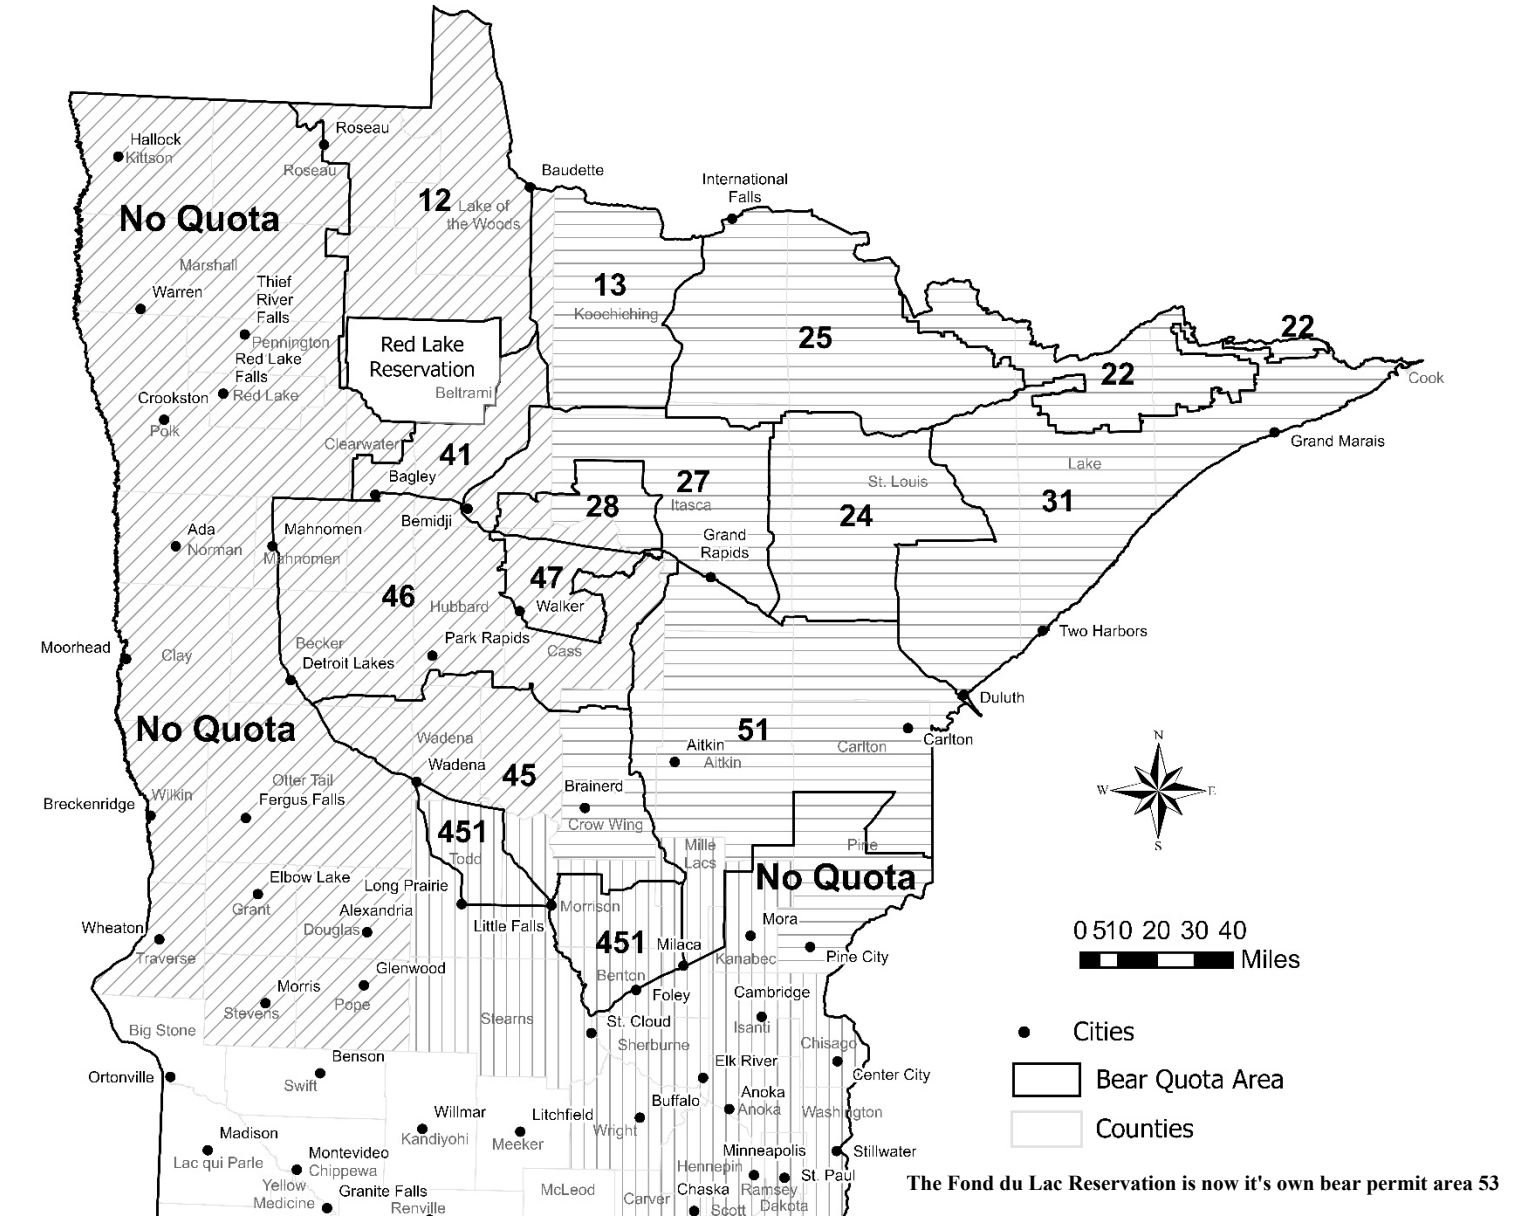 Roseau
Hallock
Kittson
Roseau
Baudette
International
Falls
12
Lake of
the Woods
No Quota
Marshall
Thief
River
Falls
Warren
13
Koochiching
25
22
22
Cook
Pennington
Red Lake
Falls
Red Lake
Red Lake
Reservation
Beltrami
Crookston
Polk
Clearwater
41
Bagley
Bemidji
Grand Marais
Lake
27
Itasca
28
St. Louis
24
31
Grand
Rapids
Ada
Norman
Mahnomen
Mahnomen
46
Hubbard
47
Walker
Park Rapids
Cass
Becker
Detroit Lakes
Moorhead
Clay
Two Harbors
Duluth
No Quota
51
Carlton
Carlton
Aitkin
Aitkin
Wadena
Wadena
45
Brainerd
Crow Wing
Otter Tail
Fergus Falls
Wilkin
Breckenridge
N
W
E
S
451
Todd
Mille
Lacs
Pine
No Quota
Elbow Lake
Grant
Long Prairie
Alexandria
Douglas
Little Falls
Morrison
451
Milaca
Benton
Mora
Kanabec
Pine City
Wheaton
Traverse
Glenwood
Pope
Morris
Stevens
Foley
Cambridge
Isanti
0 510 20 30 40
Miles
Big Stone
Stearns
St. Cloud
Sherburne
Chisago
Center City
Cities
Benson
Swift
Ortonville
Elk River
Bear Quota Area
Buffalo
Wright
Anoka
Anoka
Washington
Counties
Willmar
Kandiyohi
Litchfield
Meeker
Madison
Lac qui Parle
Montevideo
Chippewa
Minneapolis
Hennepin
Stillwater
St. Paul
Ramsey
Yellow
Medicine
Granite Falls
Renville
McLeod
Carver
Chaska
Scott
Dakota
The Fond du Lac Reservation is now it's own bear permit area 53